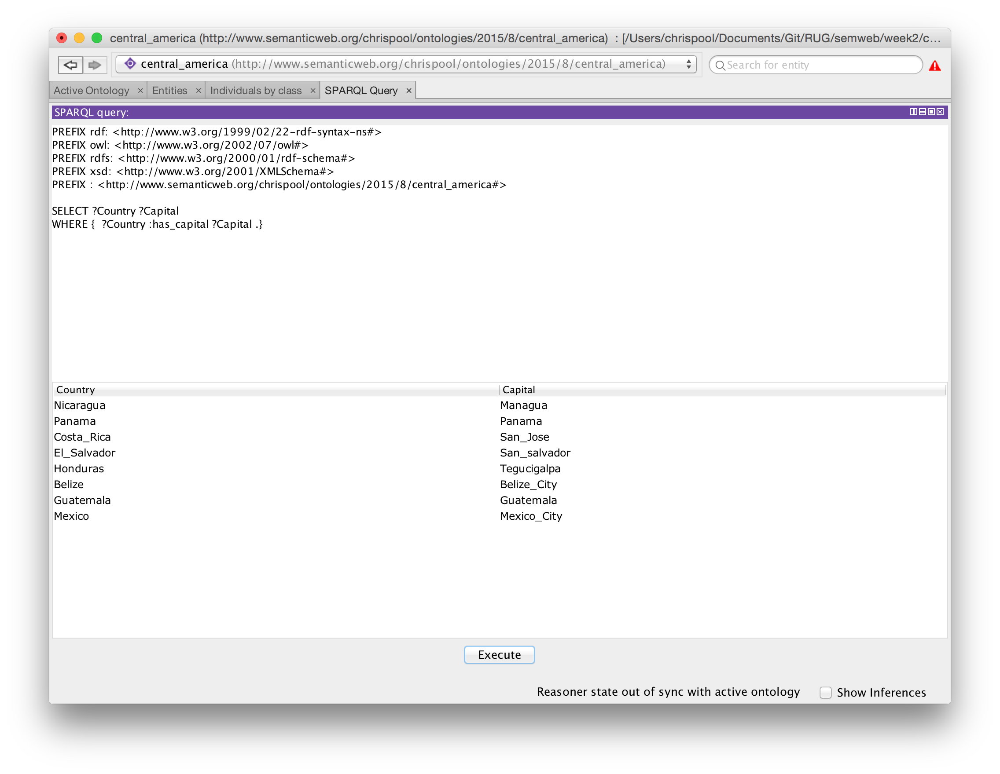 central_america (http://www.semanticweb.org/chrispool/ontologies/2015/8/central_america) : [/Users/chrispool/Documents/Git/RUG/semweb/week2/c...
central_america (http://www.semanticweb.org/chrispool/ontologies/2015/8/central_america) Search for entity
Active Ontology × Entities × Individuals by class × SPARQL Query ×
SPARQL query:
PREFIX rdf: <http://www.w3.org/1999/02/22-rdf-syntax-ns#>
PREFIX owl: <http://www.w3.org/2002/07/owl#>
PREFIX rdfs: <http://www.w3.org/2000/01/rdf-schema#>
PREFIX xsd: <http://www.w3.org/2001/XMLSchema#>
PREFIX : <http://www.semanticweb.org/chrispool/ontologies/2015/8/central_america#>
SELECT ?Country ?Capital
WHERE {  ?Country :has_capital ?Capital .}
Country Capital
Nicaragua Managua
Panama Panama
Costa_Rica San_Jose
El_Salvador San_salvador
Honduras Tegucigalpa
Belize Belize_City
Guatemala Guatemala
Mexico Mexico_City
Execute
Reasoner state out of sync with active ontology Show Inferences